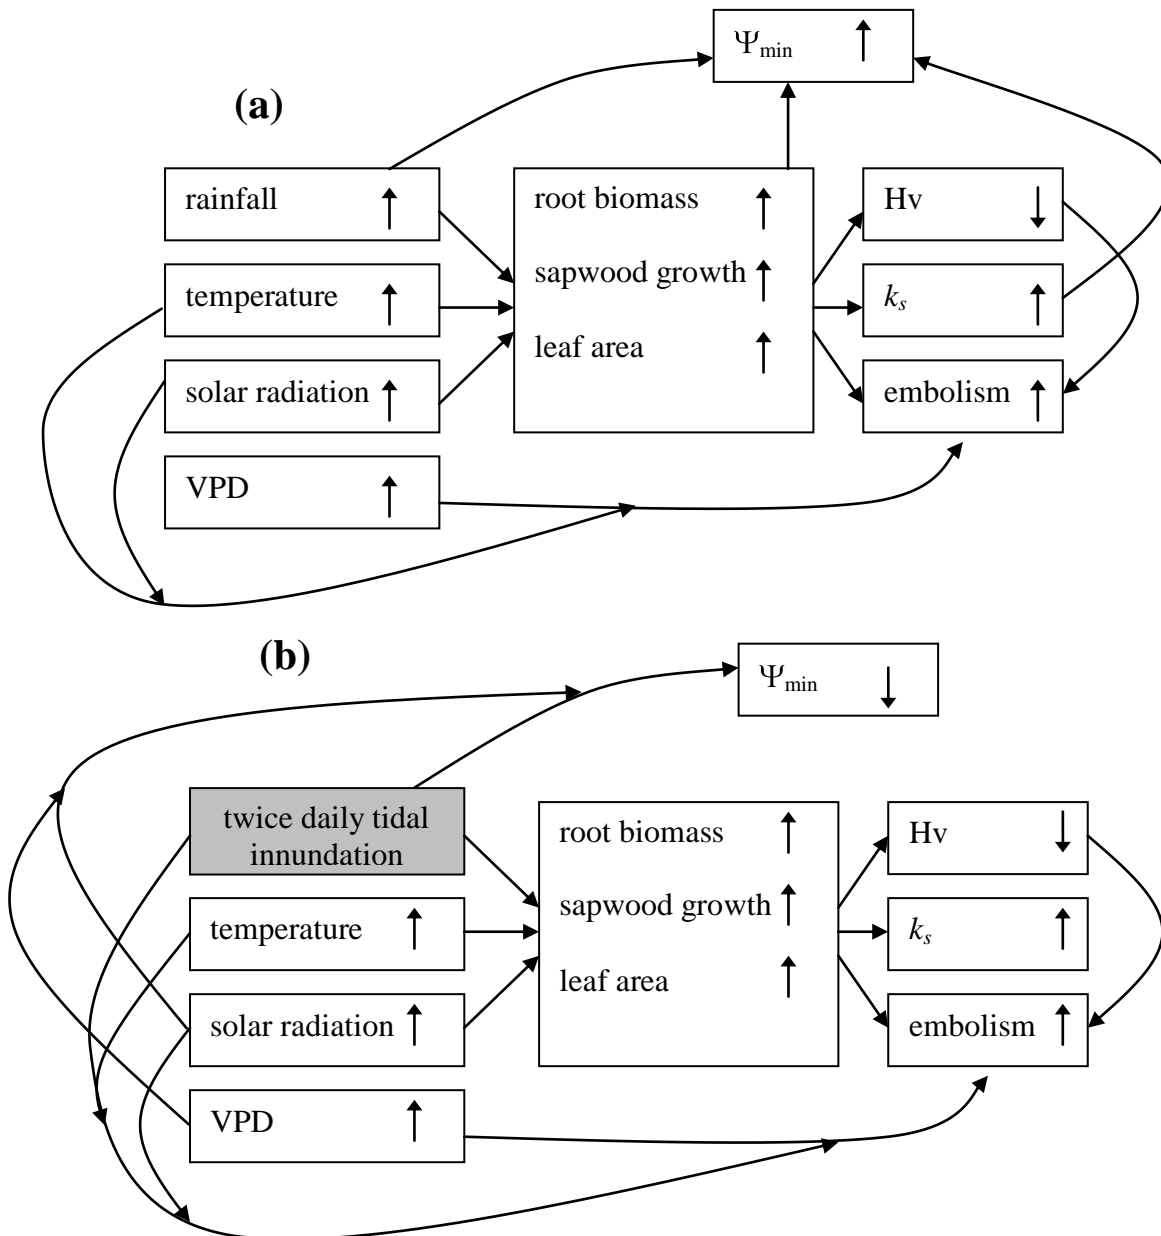 Ψmin
(a)
rainfall
temperature
solar radiation
VPD
root biomass
sapwood growth
leaf area
Hv
ks
embolism
(b)
Ψmin
twice daily tidal
innundation
temperature
solar radiation
VPD
root biomass
sapwood growth
leaf area
Hv
ks
embolism